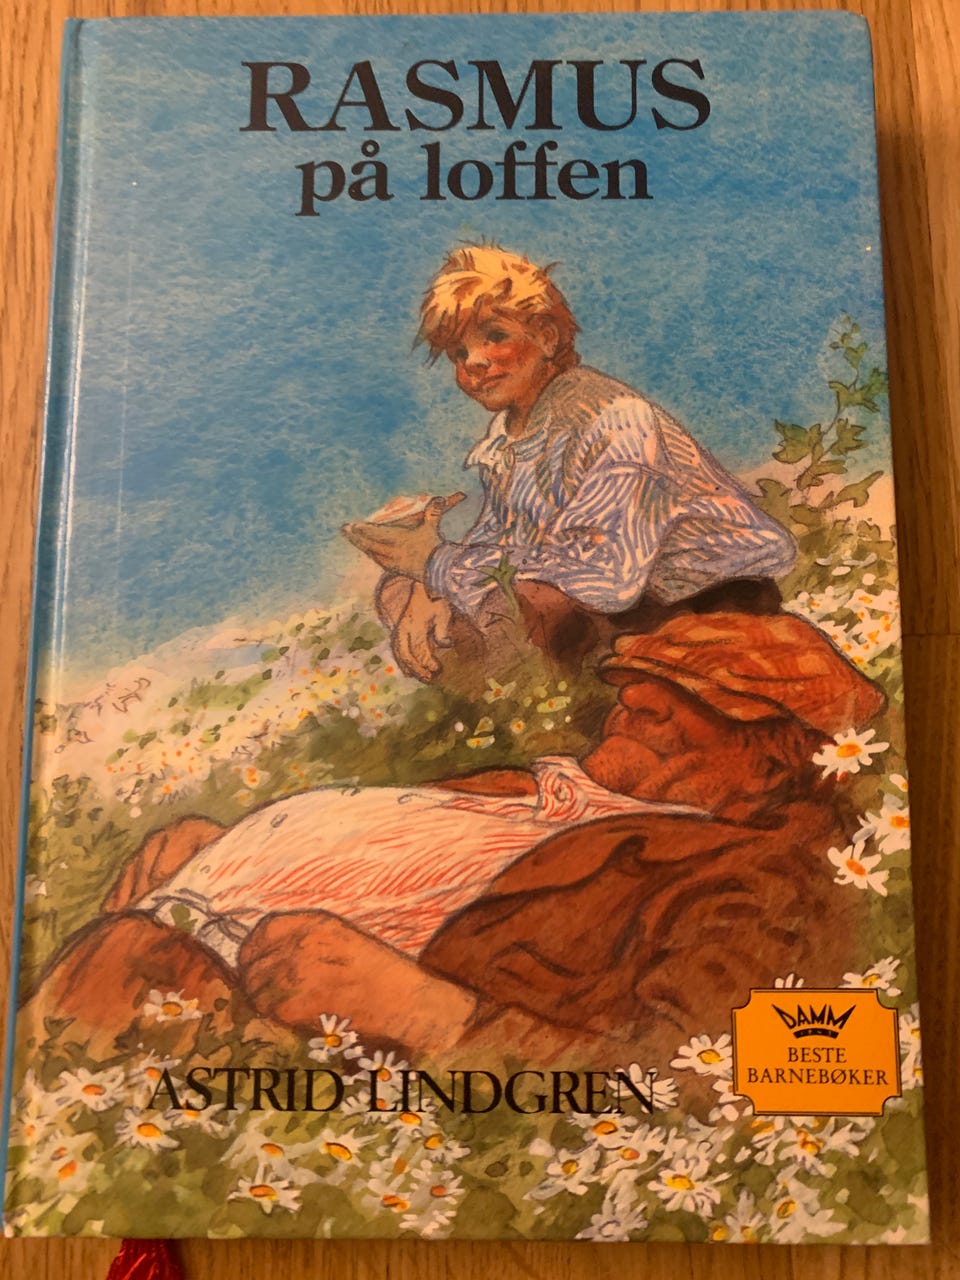 RASMUS
på loffen
ASTRID LINDGREN
DAMM
BESTE
BARNEBØKER